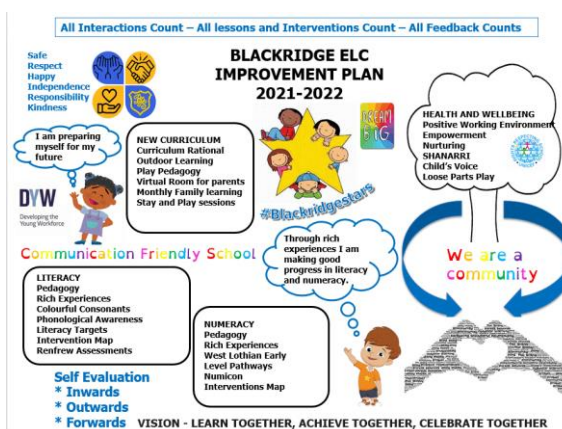 All Interactions Count – All lessons and Interventions Count – All Feedback Counts
BLACKRIDGE ELC
IMPROVEMENT PLAN
2021-2022
Safe
Respect
Happy
Independence
Responsibility
Kindness
I am preparing
myself for my
future
DYW
Developing the
Young Workforce
NEW CURRICULUM
Curriculum Rational
Outdoor Learning
Play Pedagogy
Virtual Room for parents
Monthly Family learning
Stay and Play sessions
DREAM
BIG
#Blackridgestars
HEALTH AND WELLBEING
Positive Working Environment
Empowerment
Nurturing
SHANARRI
Child's Voice
Loose Parts Play
Communication Friendly School
Through rich
experiences I am
making good
progress in literacy
and numeracy.
We are a
community
LITERACY
Pedagogy
Rich Experiences
Colourful Consonants
Phonological Awareness
Literacy Targets
Intervention Map
Renfrew Assessments
NUMERACY
Pedagogy
Rich Experiences
West Lothian Early
Level Pathways
Numicon
Interventions Map
Self Evaluation
* Inwards
* Outwards
* Forwards
VISION - LEARN TOGETHER, ACHIEVE TOGETHER, CELEBRATE TOGETHER